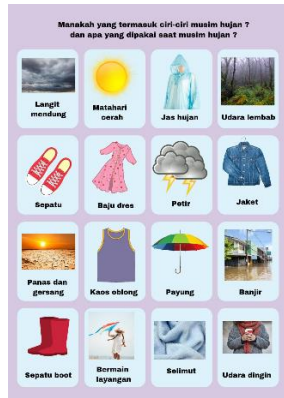 Manakah yang termasuk ciri-ciri musim hujan ?
dan apa yang dipakai saat musim hujan ?
Langit
mendung
Matahari
cerah
Jas hujan
Udara lembab
Sepatu
Baju dres
Petir
Jaket
Panas dan
gersang
Kaos oblong
Payung
Banjir
Sepatu boot
Bermain
layangan
Selimut
Udara dingin